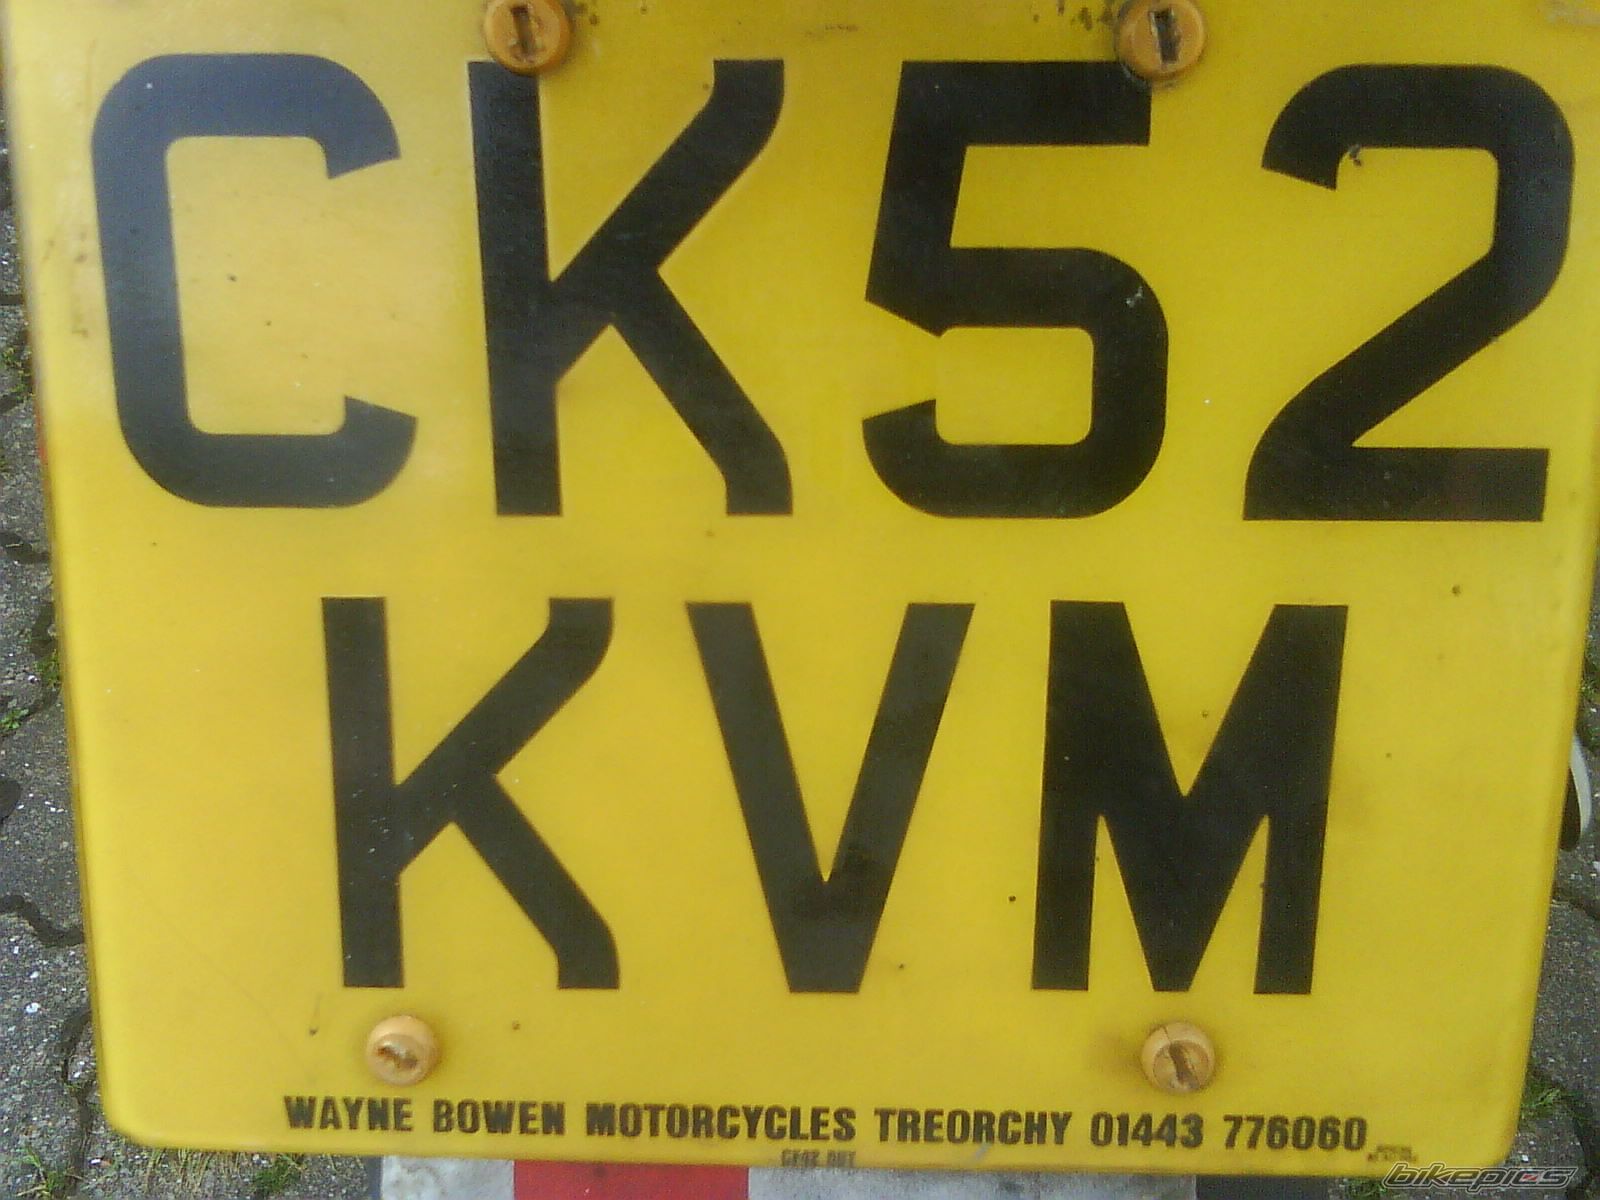 CK52
KVM
WAYNE BOWEN MOTORCYCLES TREORCHY 01443 776060
bikepics